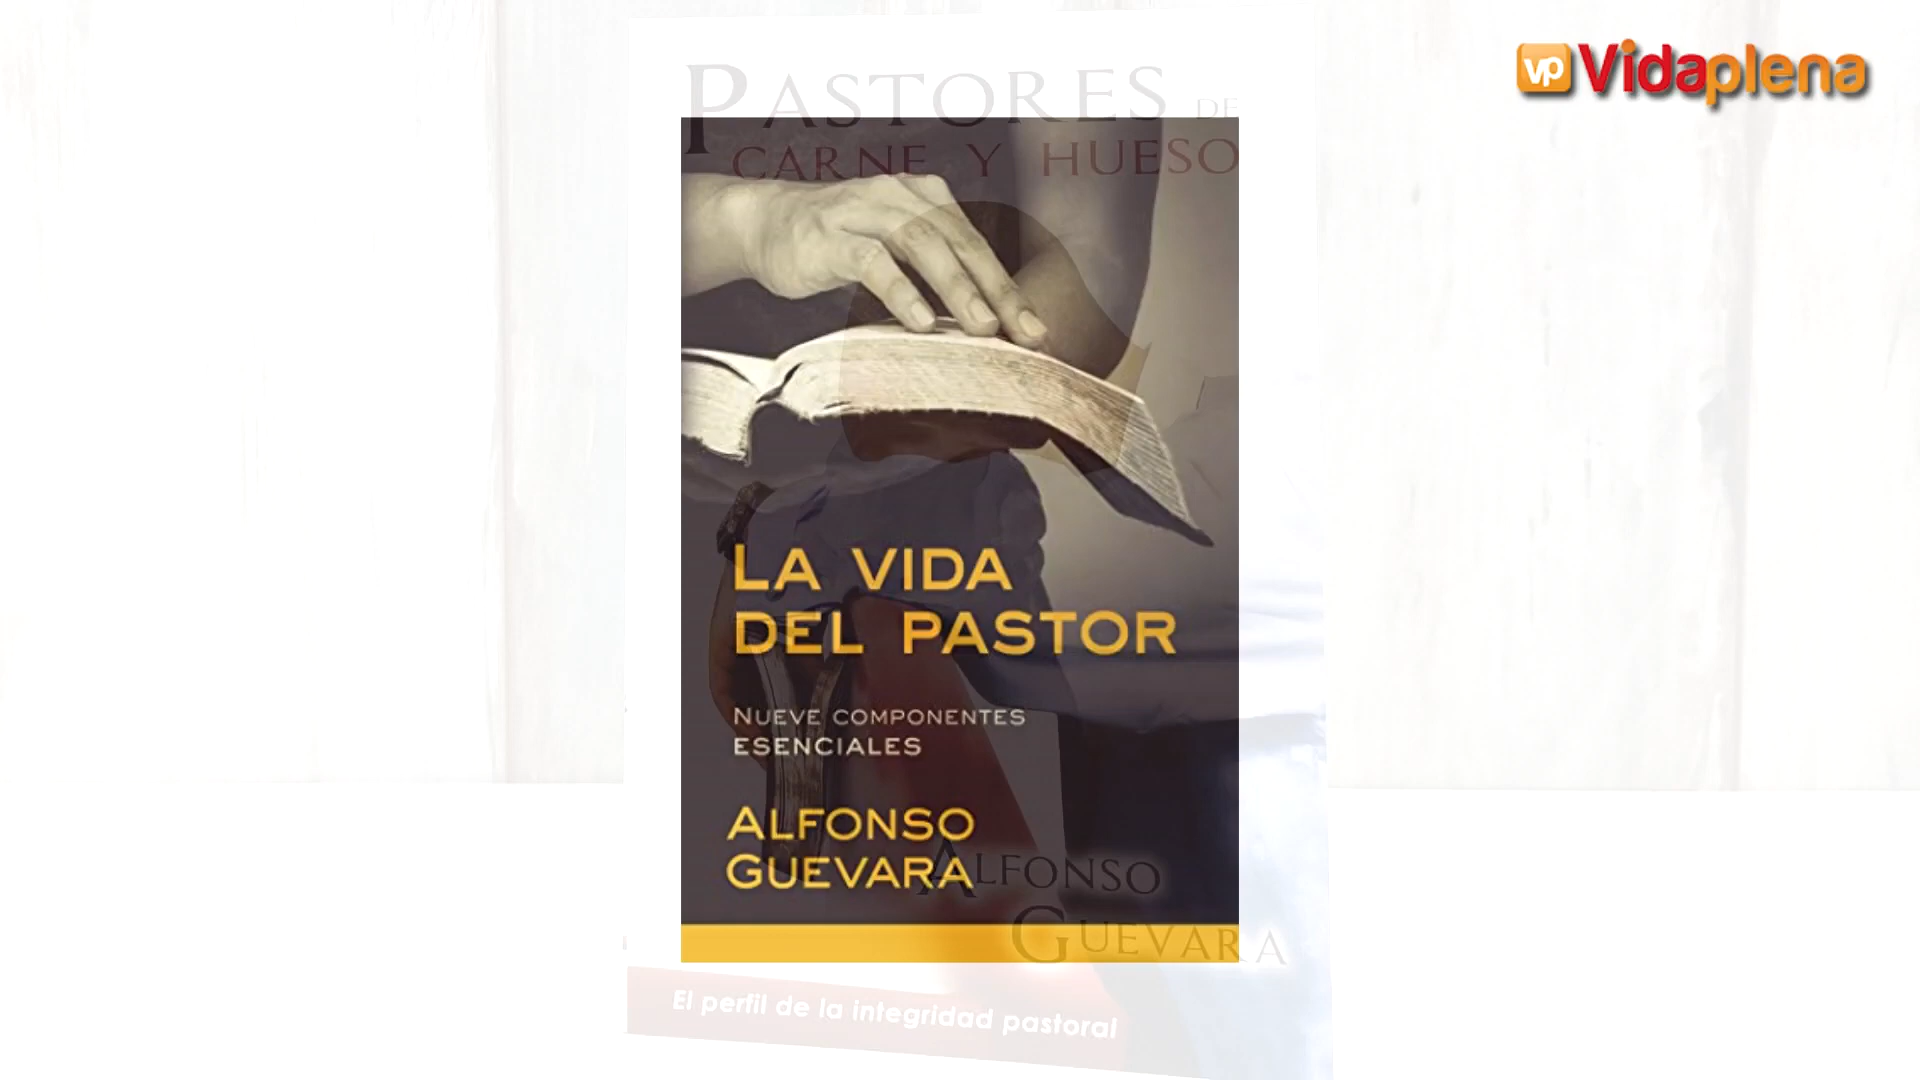 vp Vidaplena
PASTORES DE
CARNE Y HUESO
LA VIDA
DEL PASTOR
NUEVE COMPONENTES
ESENCIALES
ALFONSO
GUEVARA
ALFONSO
GUEVARA
El perfil de la integridad pastoral